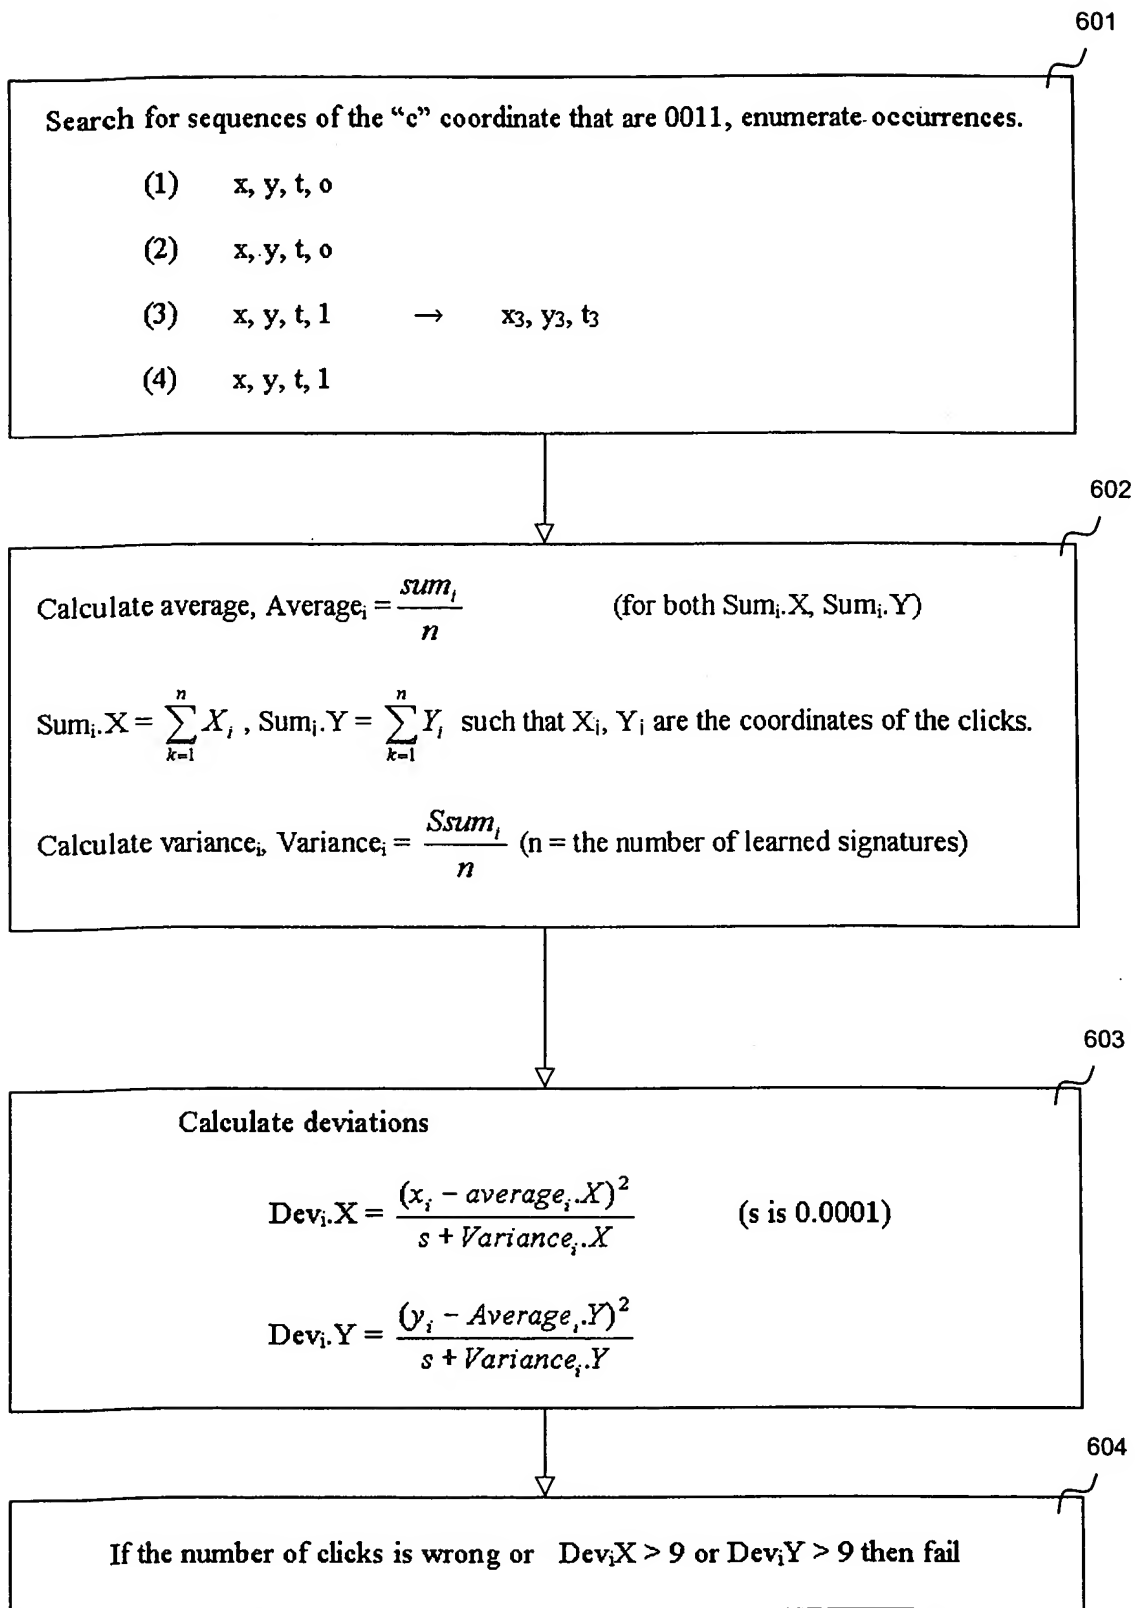 601
Search for sequences of the “c” coordinate that are 0011, enumerate occurrences.
(1) x, y, t, o
(2) x, y, t, o
(3) x, y, t, 1 → x₃, y₃, t₃
(4) x, y, t, 1
602
Calculate average, Averageᵢ = sumᵢ / n (for both Sumᵢ.X, Sumᵢ.Y)
Sumᵢ.X = ∑ₖ₌₁ⁿ Xᵢ , Sumᵢ.Y = ∑ₖ₌₁ⁿ Yᵢ such that Xᵢ, Yᵢ are the coordinates of the clicks.
Calculate varianceᵢ, Varianceᵢ = Ssumᵢ / n (n = the number of learned signatures)
603
Calculate deviations
Devᵢ.X = (xᵢ − averageᵢ.X)² / s + Varianceᵢ.X (s is 0.0001)
Devᵢ.Y = (yᵢ − Averageᵢ.Y)² / s + Varianceᵢ.Y
604
If the number of clicks is wrong or DevᵢX > 9 or DevᵢY > 9 then fail